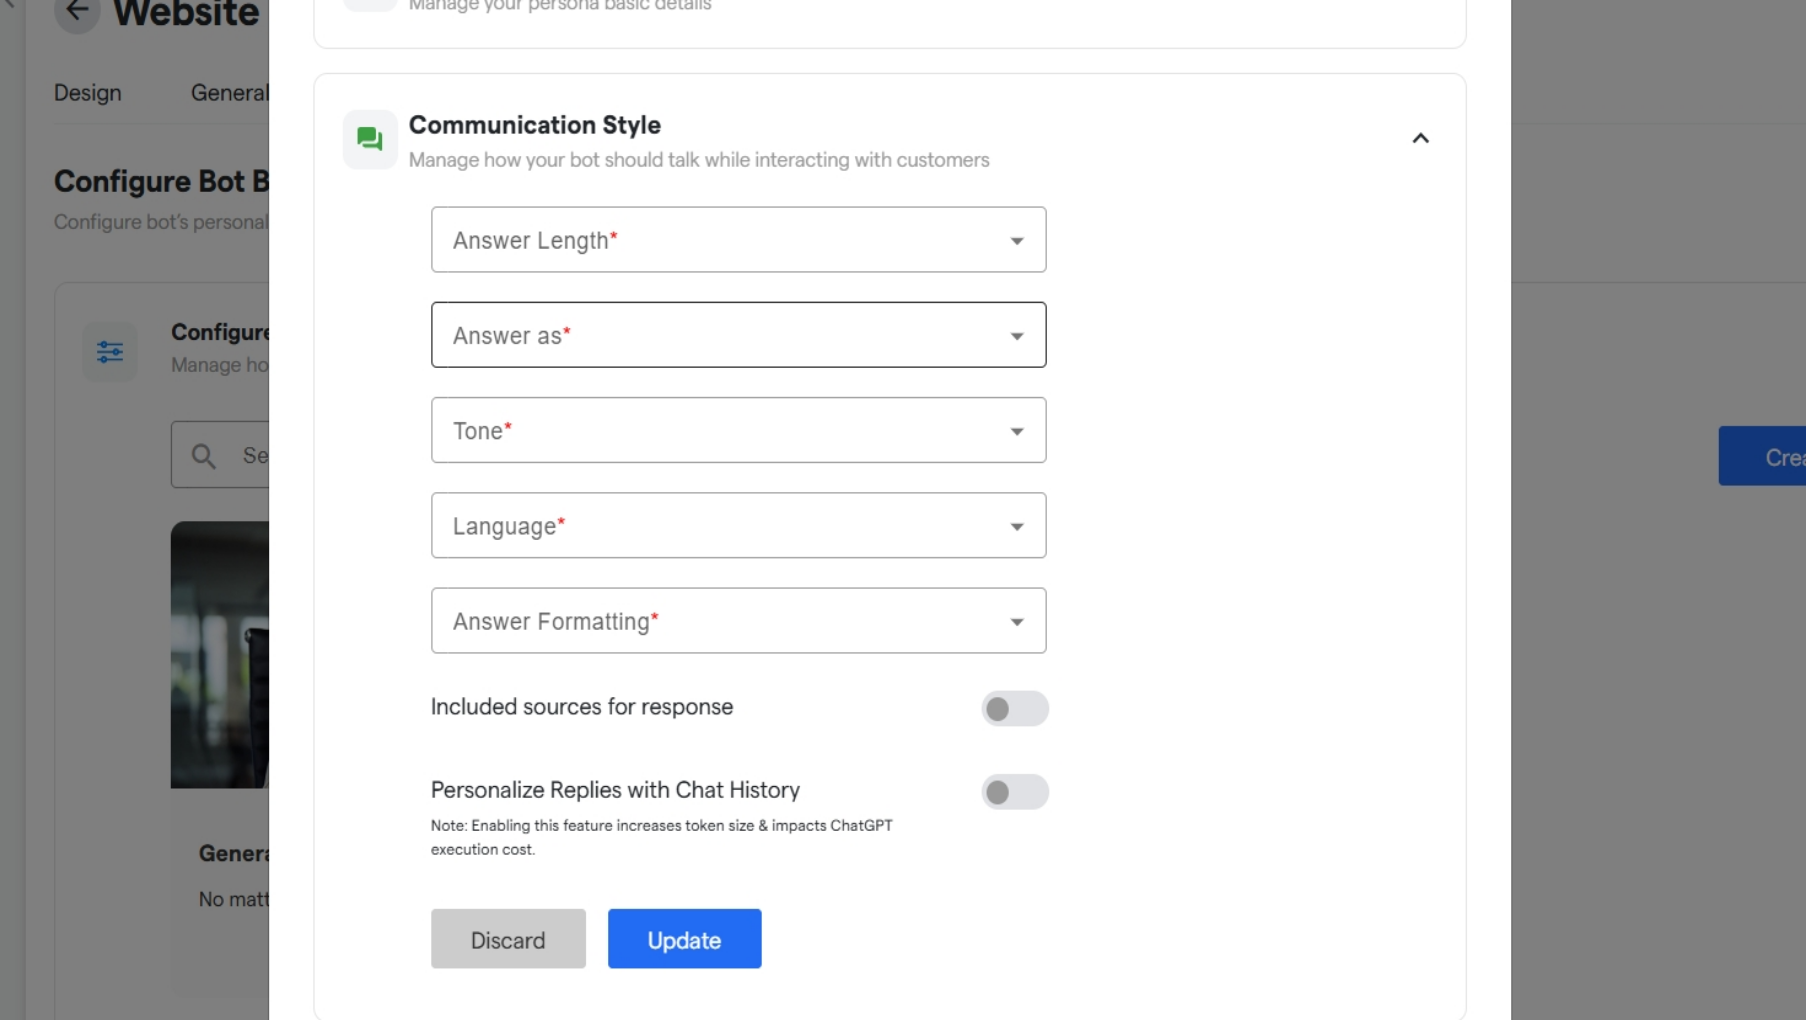 Website
Manage your persona basic details
Design
General
Communication Style
Manage how your bot should talk while interacting with customers
Configure Bot B
Configure bot's personal
Answer Length*
Answer as*
Configure
Manage ho
Tone*
Se
Crea
Language*
Answer Formatting*
Included sources for response
Personalize Replies with Chat History
Note: Enabling this feature increases token size & impacts ChatGPT
execution cost.
Genera
No matt
Discard
Update